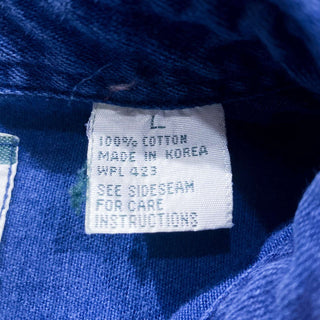 L
100% COTTON
MADE IN KOREA
WPL 423
SEE SIDESEAM
FOR CARE
INSTRUCTIONS